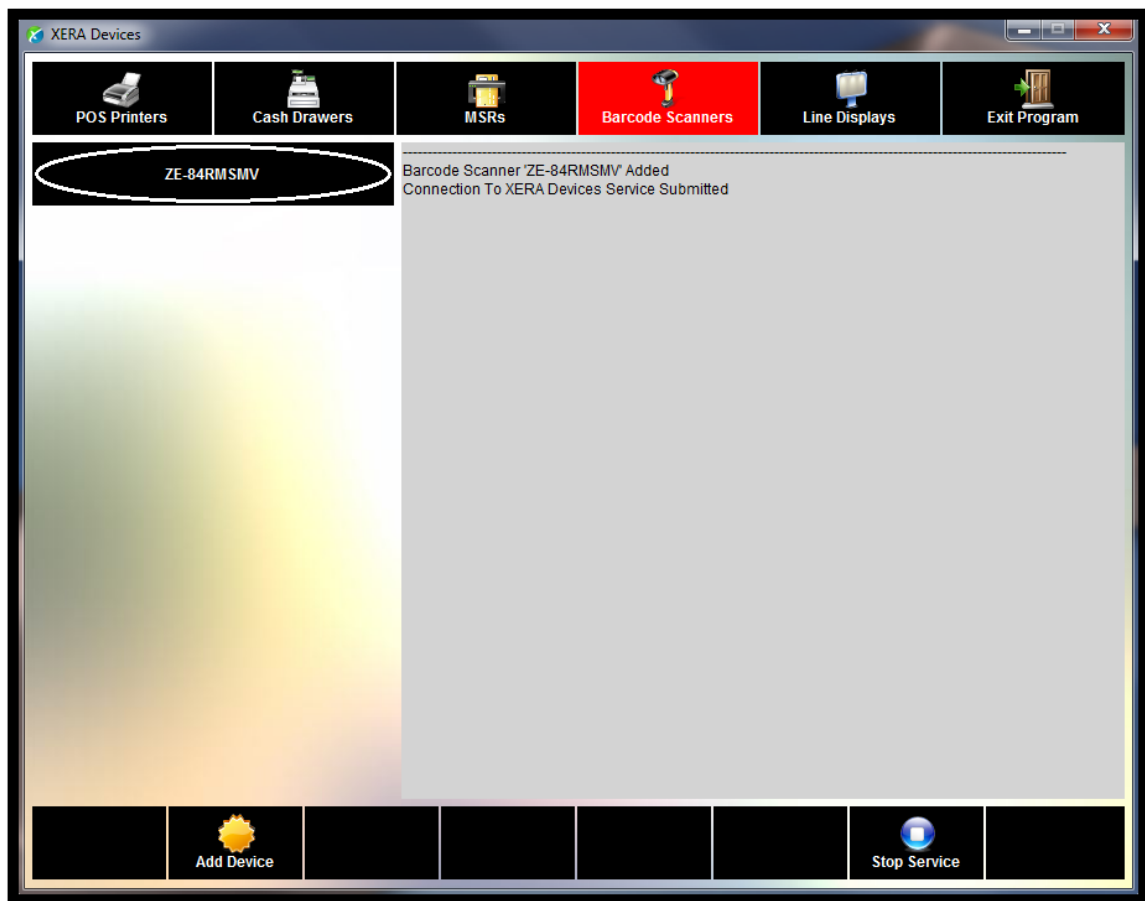 XERA Devices
POS Printers
Cash Drawers
MSRs
Barcode Scanners
Line Displays
Exit Program
ZE-84RMSMV
Barcode Scanner 'ZE-84RMSMV' Added
Connection To XERA Devices Service Submitted
Add Device
Stop Service